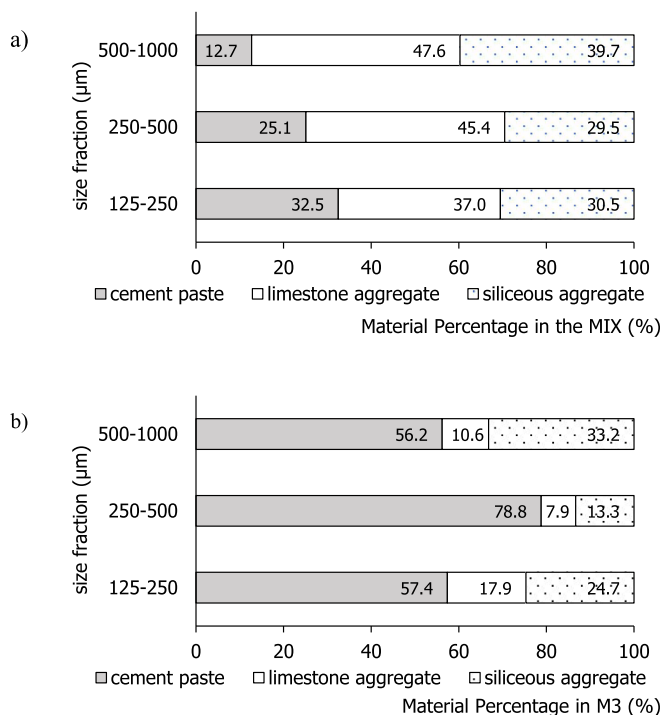 a)
size fraction (µm)
500-1000
12.7 47.6 39.7
250-500
25.1 45.4 29.5
125-250
32.5 37.0 30.5
0 20 40 60 80 100
cement paste limestone aggregate siliceous aggregate
Material Percentage in the MIX (%)
b)
size fraction (µm)
500-1000
56.2 10.6 33.2
250-500
78.8 7.9 13.3
125-250
57.4 17.9 24.7
0 20 40 60 80 100
cement paste limestone aggregate siliceous aggregate
Material Percentage in M3 (%)